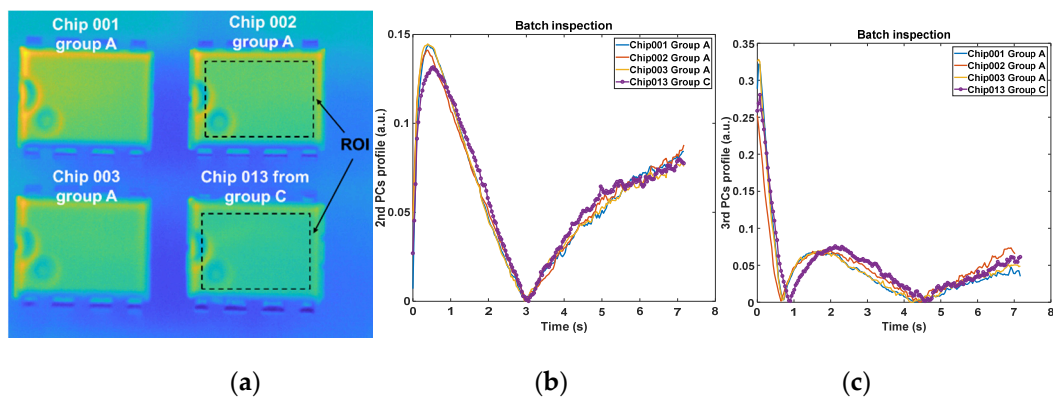 Chip 001
group A
Chip 002
group A
ROI
Chip 003
group A
Chip 013 from
group C
(a)
Batch inspection
Chip001 Group A
Chip002 Group A
Chip003 Group A
Chip013 Group C
2nd PCs profile (a.u.)
0.15
0.1
0.05
0
0 1 2 3 4 5 6 7 8
Time (s)
(b)
Batch inspection
Chip001 Group A
Chip002 Group A
Chip003 Group A
Chip013 Group C
3rd PCs profile (a.u.)
0.35
0.3
0.25
0.2
0.15
0.1
0.05
0
0 1 2 3 4 5 6 7 8
Time (s)
(c)